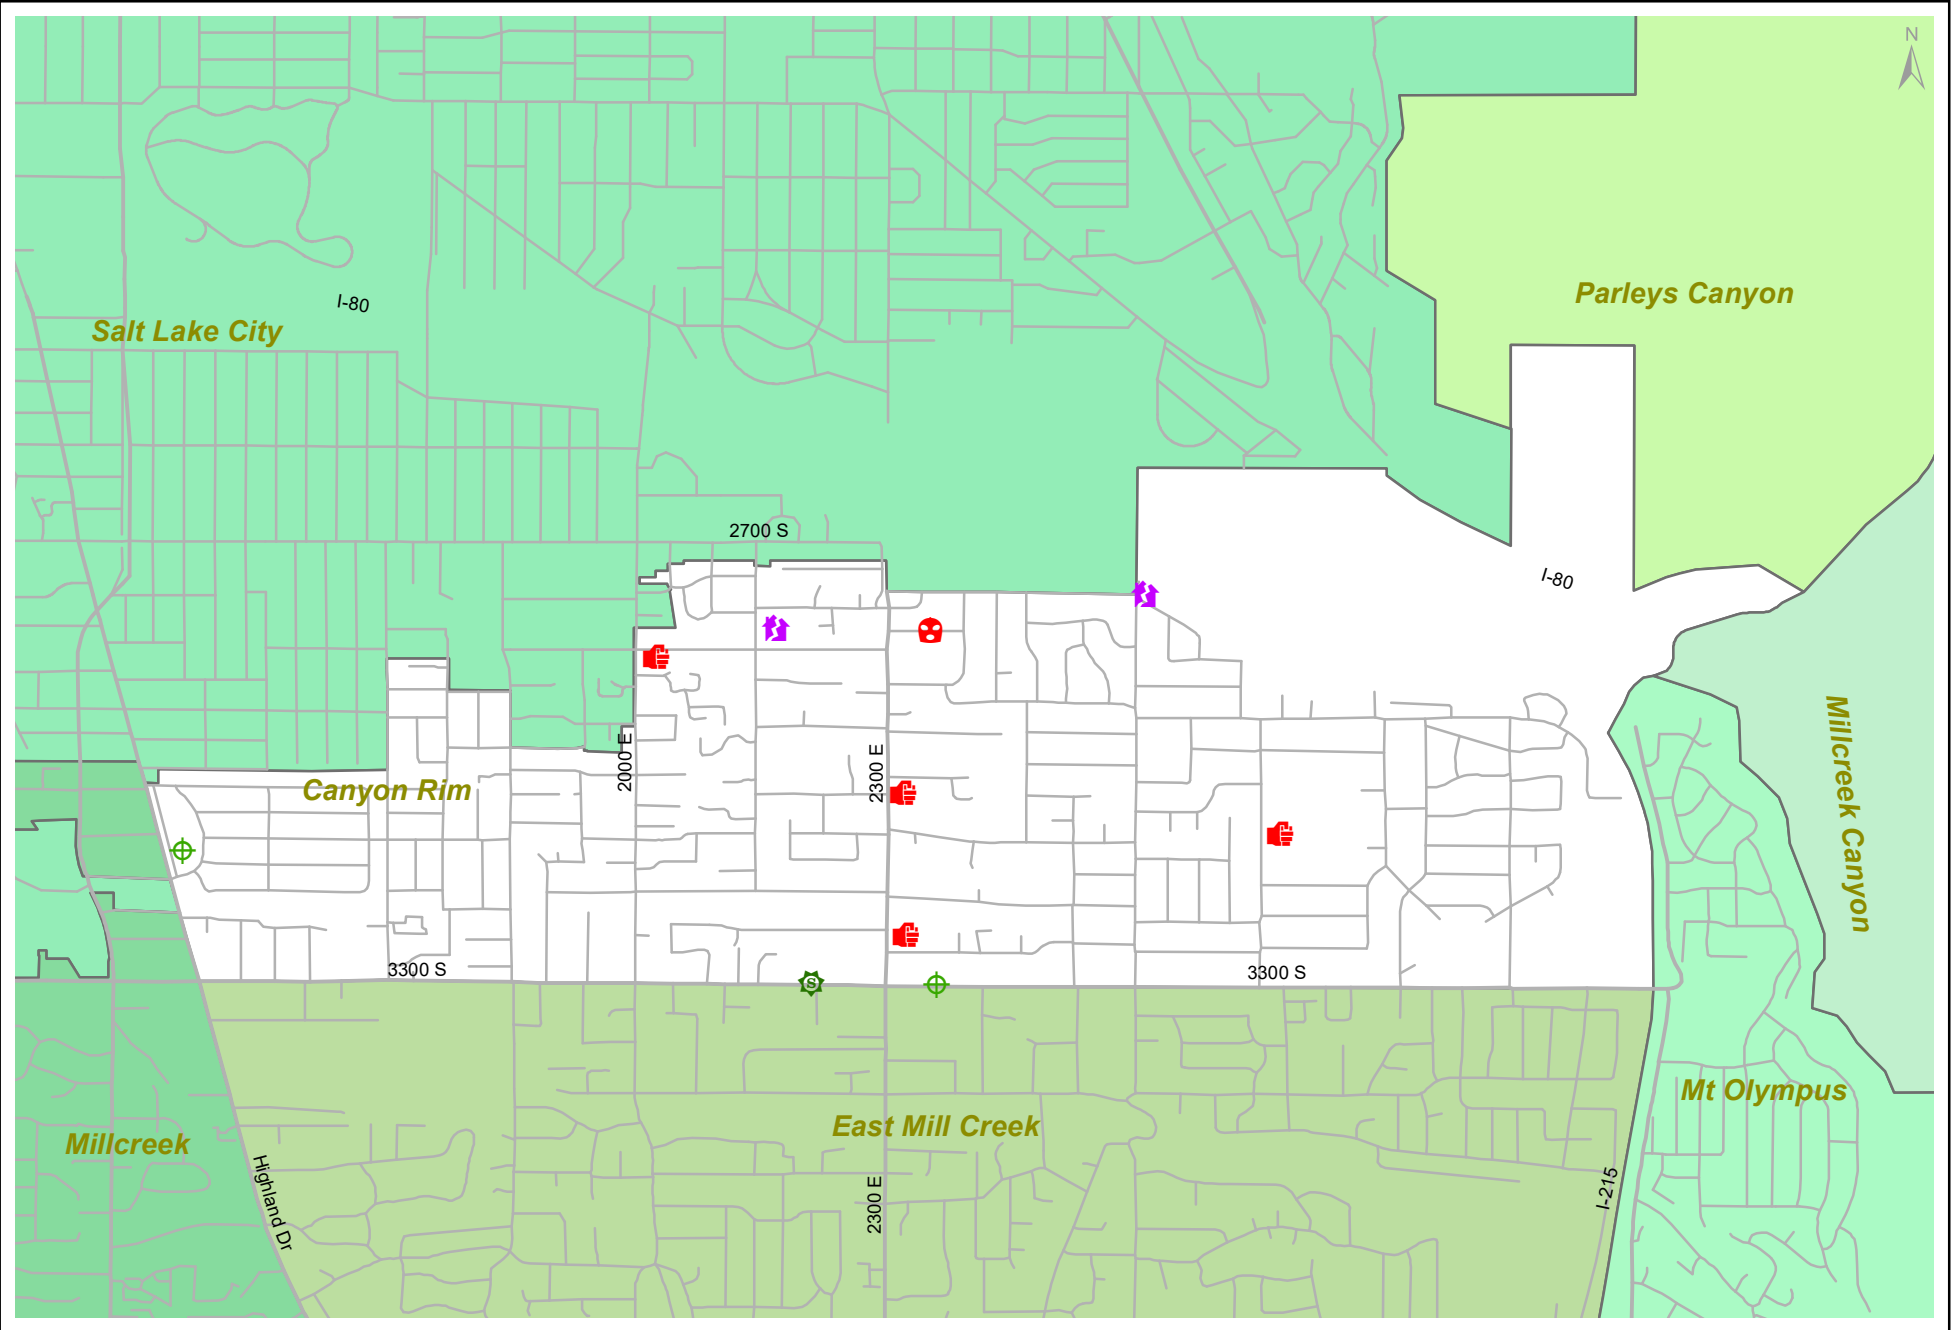 N
Parleys Canyon
I-80
Salt Lake City
2700 S
I-80
Millcreek Canyon
2000 E
2300 E
Canyon Rim
3300 S
3300 S
S
Mt Olympus
East Mill Creek
Millcreek
Highland Dr
2300 E
I-215